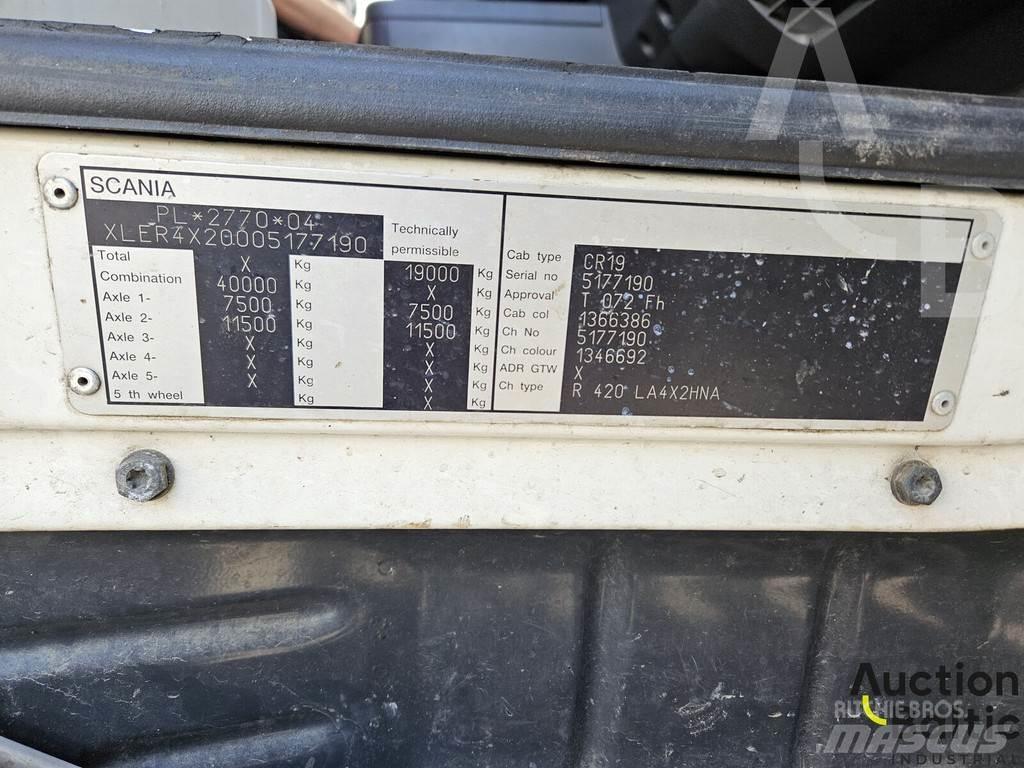 SCANIA
PL*2770*04
XLER4X20005177190
Technically
permissible
Total X Kg 19000 Kg
Combination 40000 Kg X Kg
Axle 1- 7500 Kg 7500 Kg
Axle 2- 11500 Kg 11500 Kg
Axle 3- X Kg X Kg
Axle 4- X Kg X Kg
Axle 5- X Kg X Kg
5 th wheel Kg X Kg
Cab type CR19
Serial no 5177190
Approval T 072 Fh
Cab col 1366386
Ch No 5177190
Ch colour 1346692
ADR GTW X
Ch type R 420 LA4X2HNA
Auction
Baltic
RITCHIE BROS.
MASCUS
INDUSTRIAL